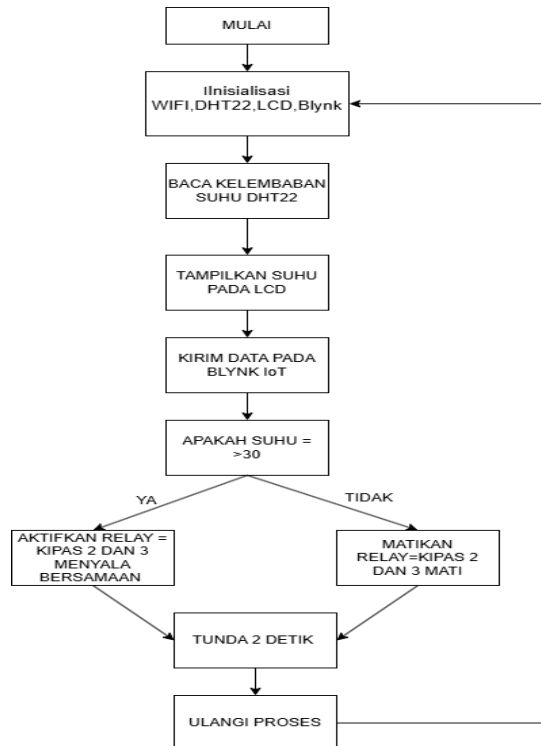 MULAI
IInisialisasi
WIFI,DHT22,LCD,Blynk
BACA KELEMBABAN
SUHU DHT22
TAMPILKAN SUHU
PADA LCD
KIRIM DATA PADA
BLYNK IoT
APAKAH SUHU =
>30
YA
TIDAK
AKTIFKAN RELAY =
KIPAS 2 DAN 3
MENYALA
BERSAMAAN
MATIKAN
RELAY=KIPAS 2
DAN 3 MATI
TUNDA 2 DETIK
ULANGI PROSES